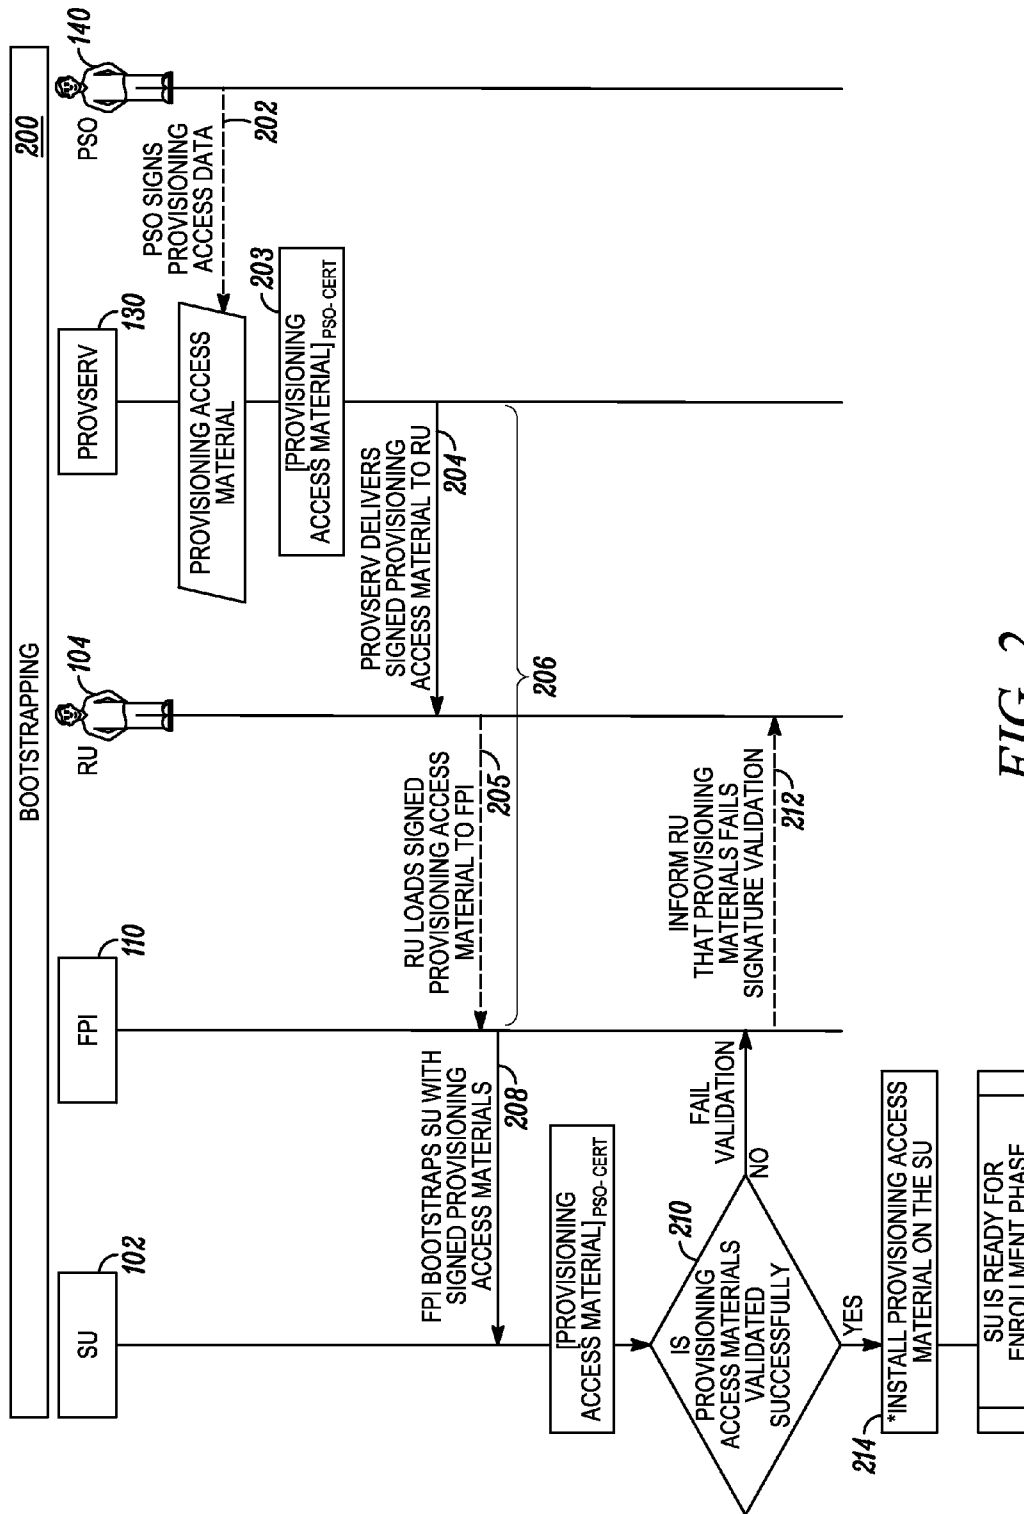 BOOTSTRAPPING
200
SU
102
FPI
110
RU
104
PROVSERV
130
PSO
140
PSO SIGNS
PROVISIONING
ACCESS DATA
202
PROVISIONING ACCESS
MATERIAL
[PROVISIONING
ACCESS MATERIAL]PSO-CERT
203
PROVSERV DELIVERS
SIGNED PROVISIONING
ACCESS MATERIAL TO RU
204
RU LOADS SIGNED
PROVISIONING ACCESS
MATERIAL TO FPI
205
206
FPI BOOTSTRAPS SU WITH
SIGNED PROVISIONING
ACCESS MATERIALS
208
[PROVISIONING
ACCESS MATERIAL]PSO-CERT
IS
PROVISIONING
ACCESS MATERIALS
VALIDATED
SUCCESSFULLY
210
FAIL
VALIDATION
NO
INFORM RU
THAT PROVISIONING
MATERIALS FAILS
SIGNATURE VALIDATION
212
YES
*INSTALL PROVISIONING ACCESS
MATERIAL ON THE SU
214
SU IS READY FOR
ENROLLMENT PHASE
FIG. 2